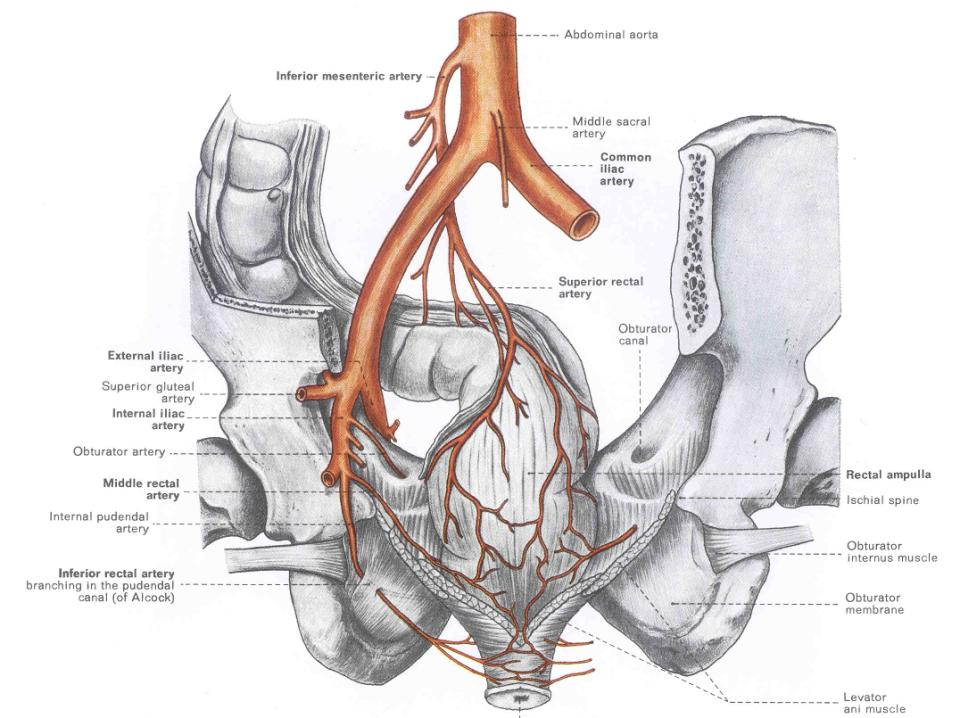 Abdominal aorta
Inferior mesenteric artery
Middle sacral
artery
Common
iliac
artery
Superior rectal
artery
Obturator
canal
External iliac
artery
Superior gluteal
artery
Internal iliac
artery
Obturator artery
Middle rectal
artery
Internal pudendal
artery
Inferior rectal artery
branching in the pudendal
canal (of Alcock)
Rectal ampulla
Ischial spine
Obturator
internus muscle
Obturator
membrane
Levator
ani muscle